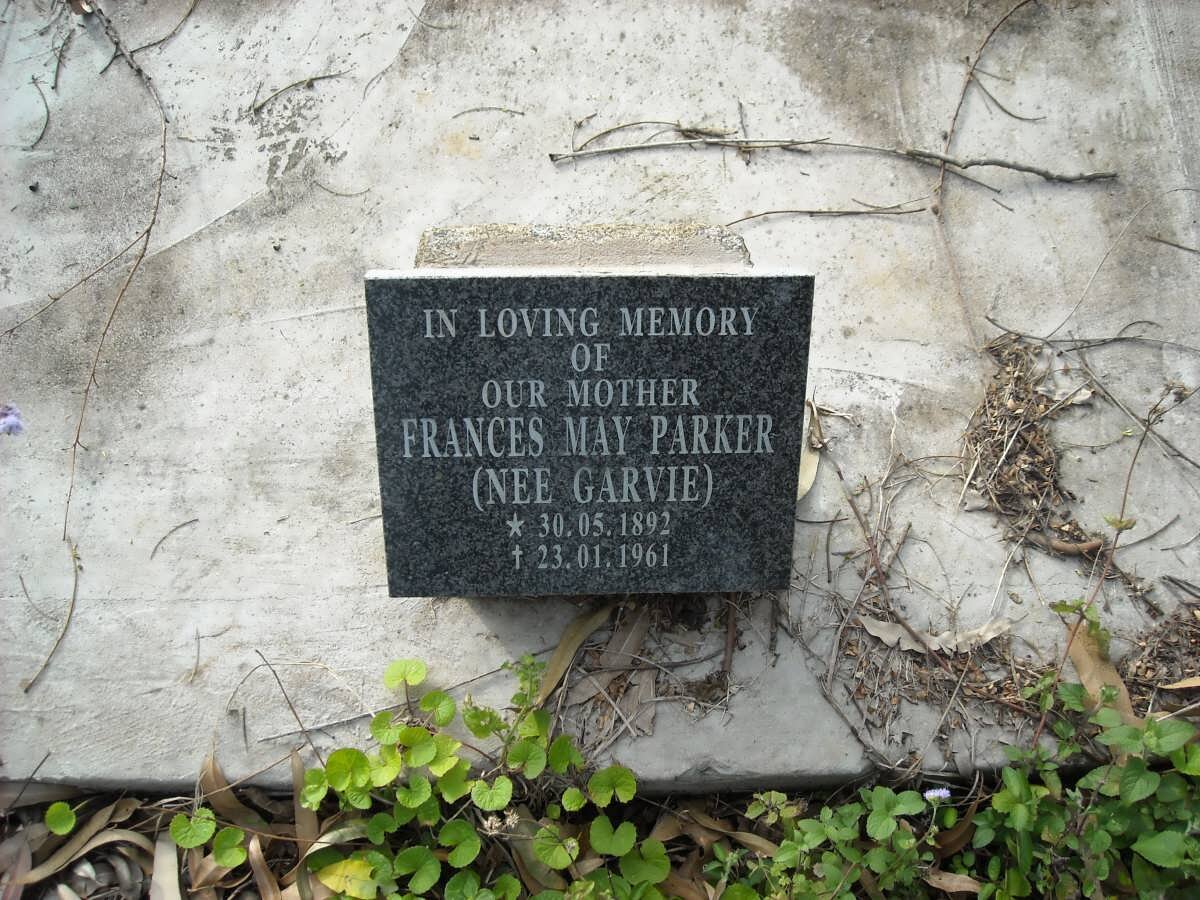 IN LOVING MEMORY
OF
OUR MOTHER
FRANCES MAY PARKER
(NEE GARVIE)
★ 30.05.1892
✝ 23.01.1961